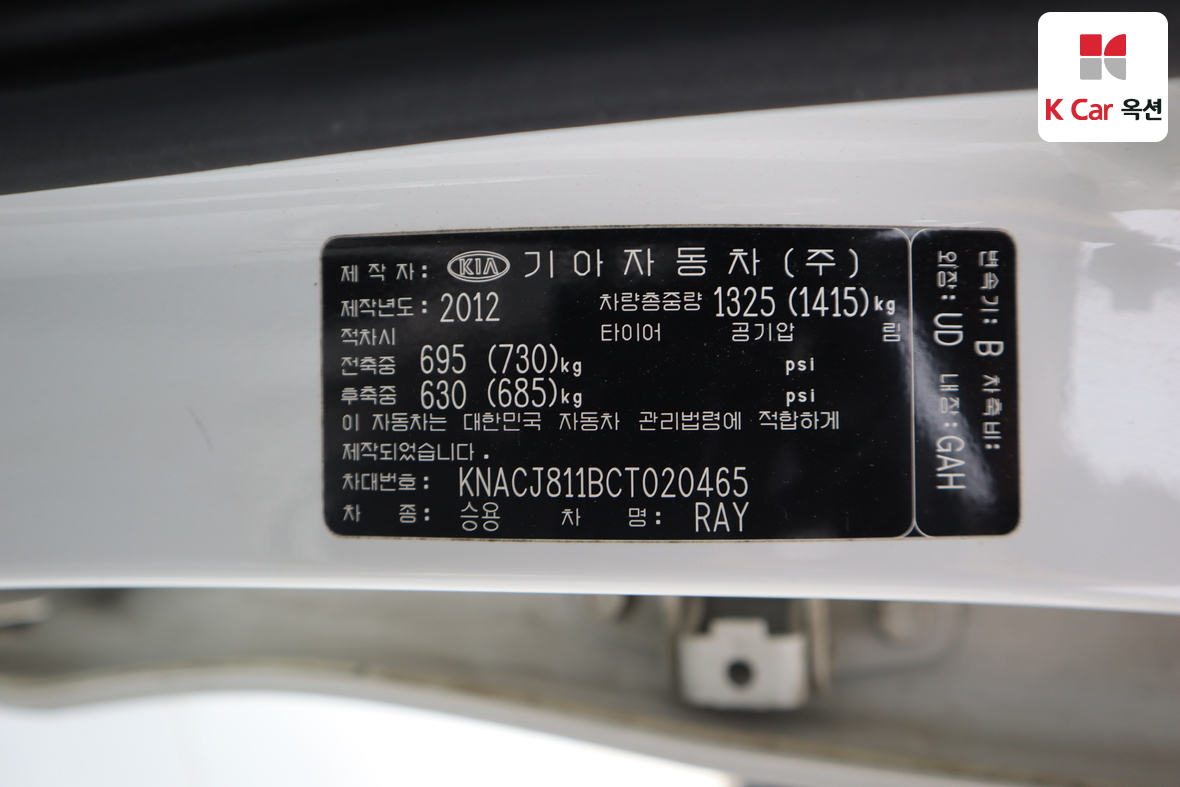 K Car 옥션
제 작 자 : KIA 기 아 자 동 차 ( 주 )
제작년도 : 2012 차량총중량 1325 (1415)kg
적차시 타이어 공기압 림
전축중 695 (730)kg psi
후축중 630 (685)kg psi
이 자동차는 대한민국 자동차 관리법령에 적합하게
제작되었습니다 .
차대번호 : KNACJ811BCT020465
차 종 : 승용 차 명 : RAY
변속기 : B 차축비 :
외장 : UD 내장 : GAH